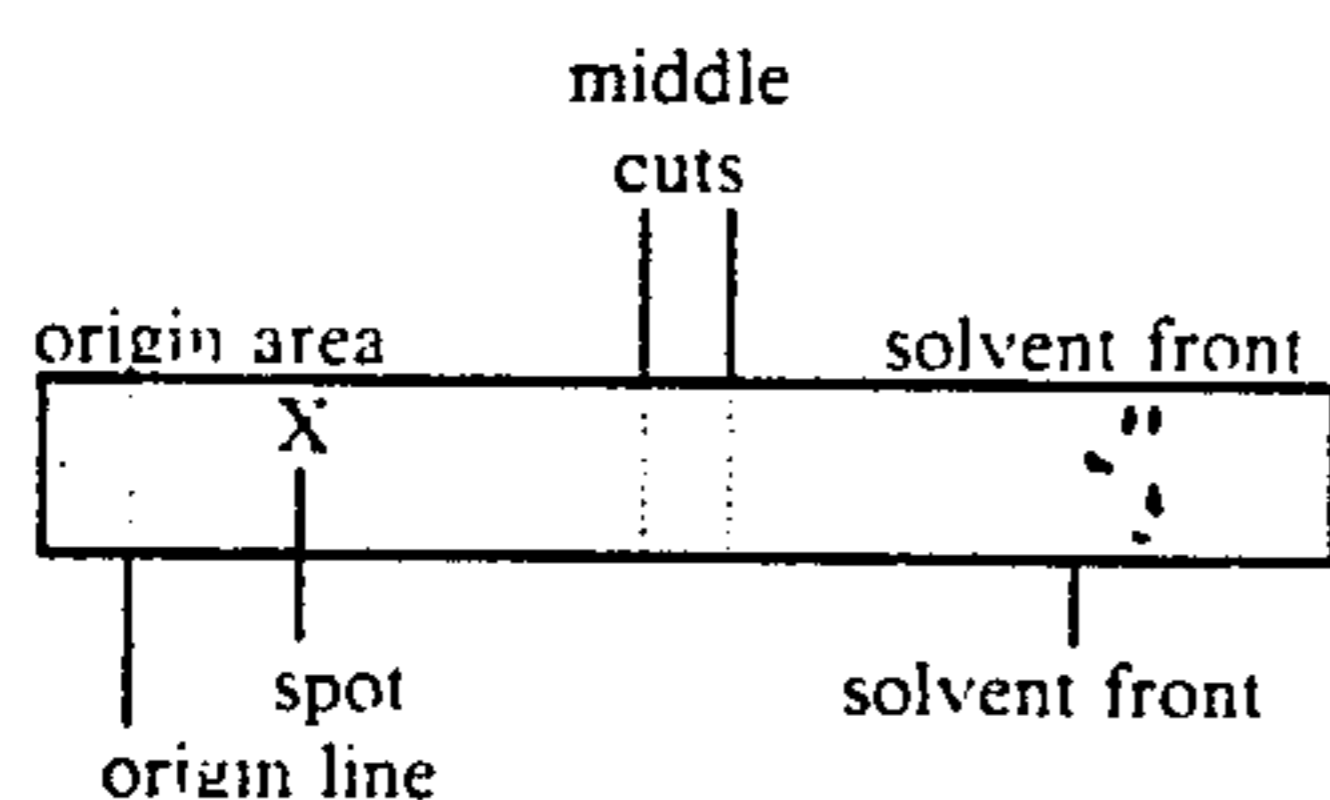 middle
cuts
origin area
solvent front
X
spot
solvent front
origin line